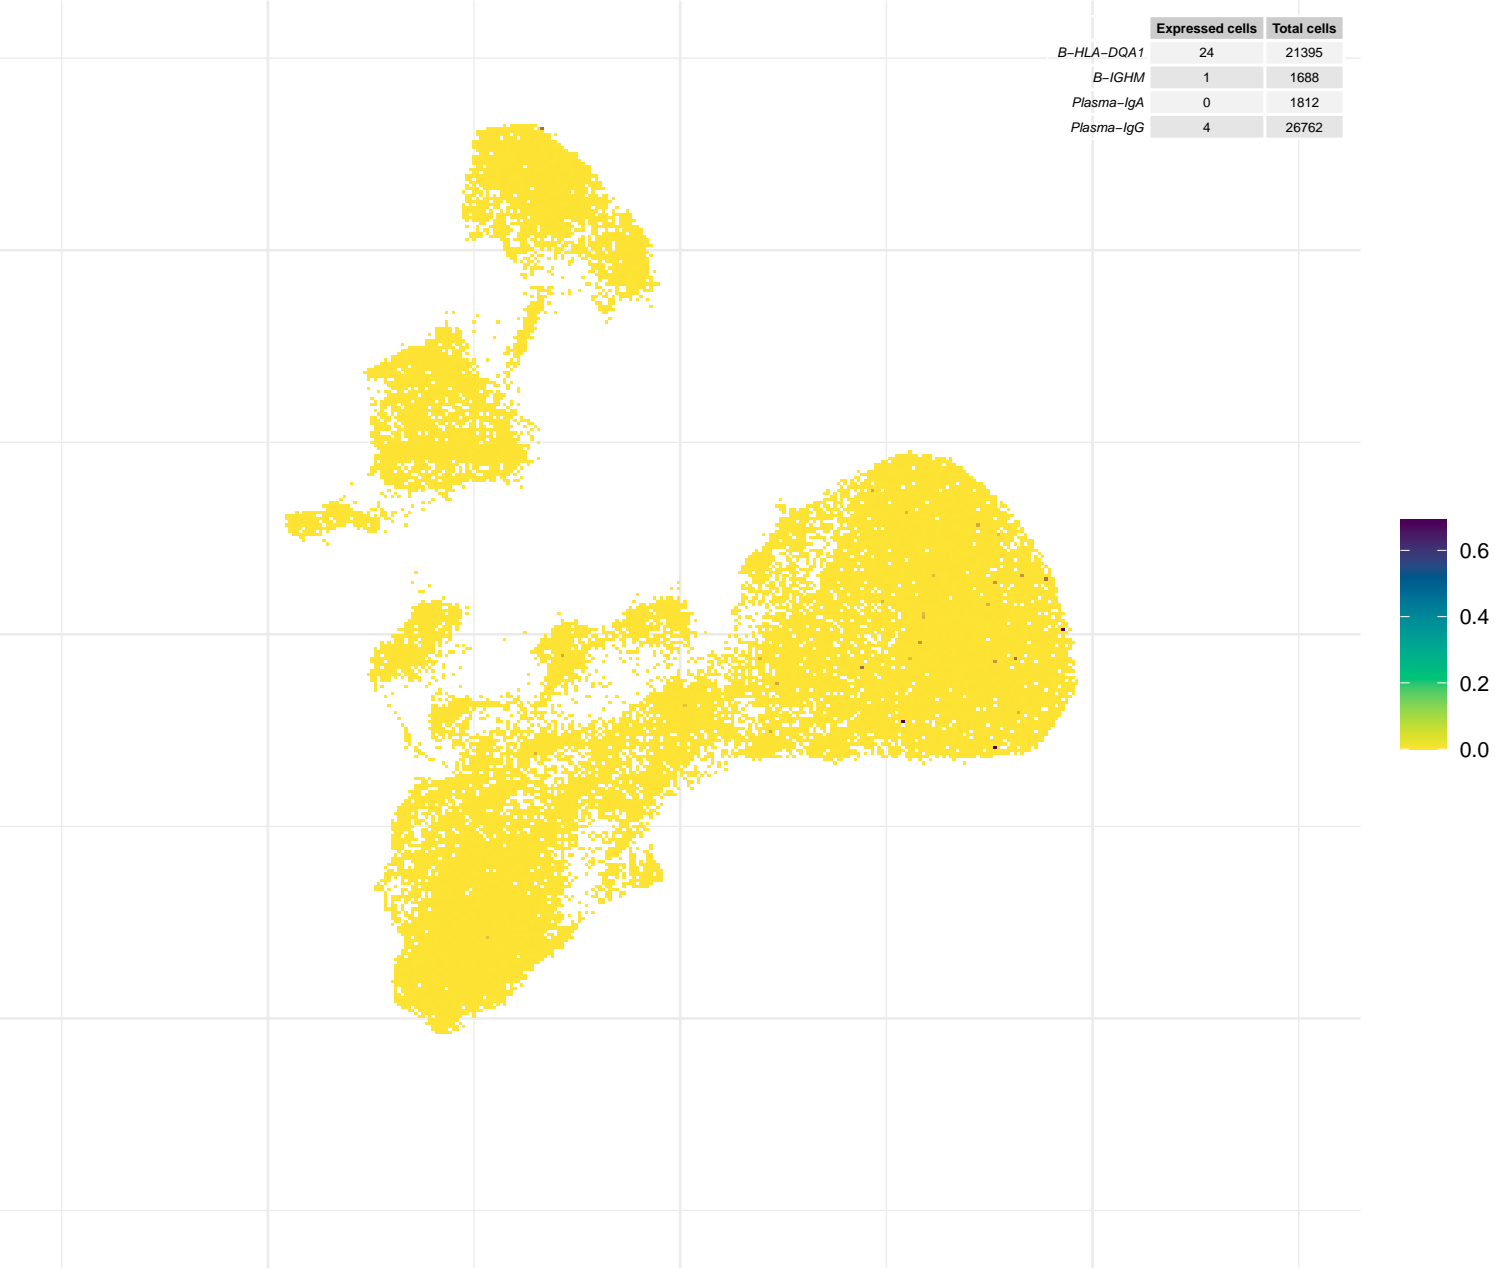 Expressed cells Total cells
B−HLA−DQA1 24 21395
B−IGHM 1 1688
Plasma−IgA 0 1812
Plasma−IgG 4 26762
0.6
0.4
0.2
0.0